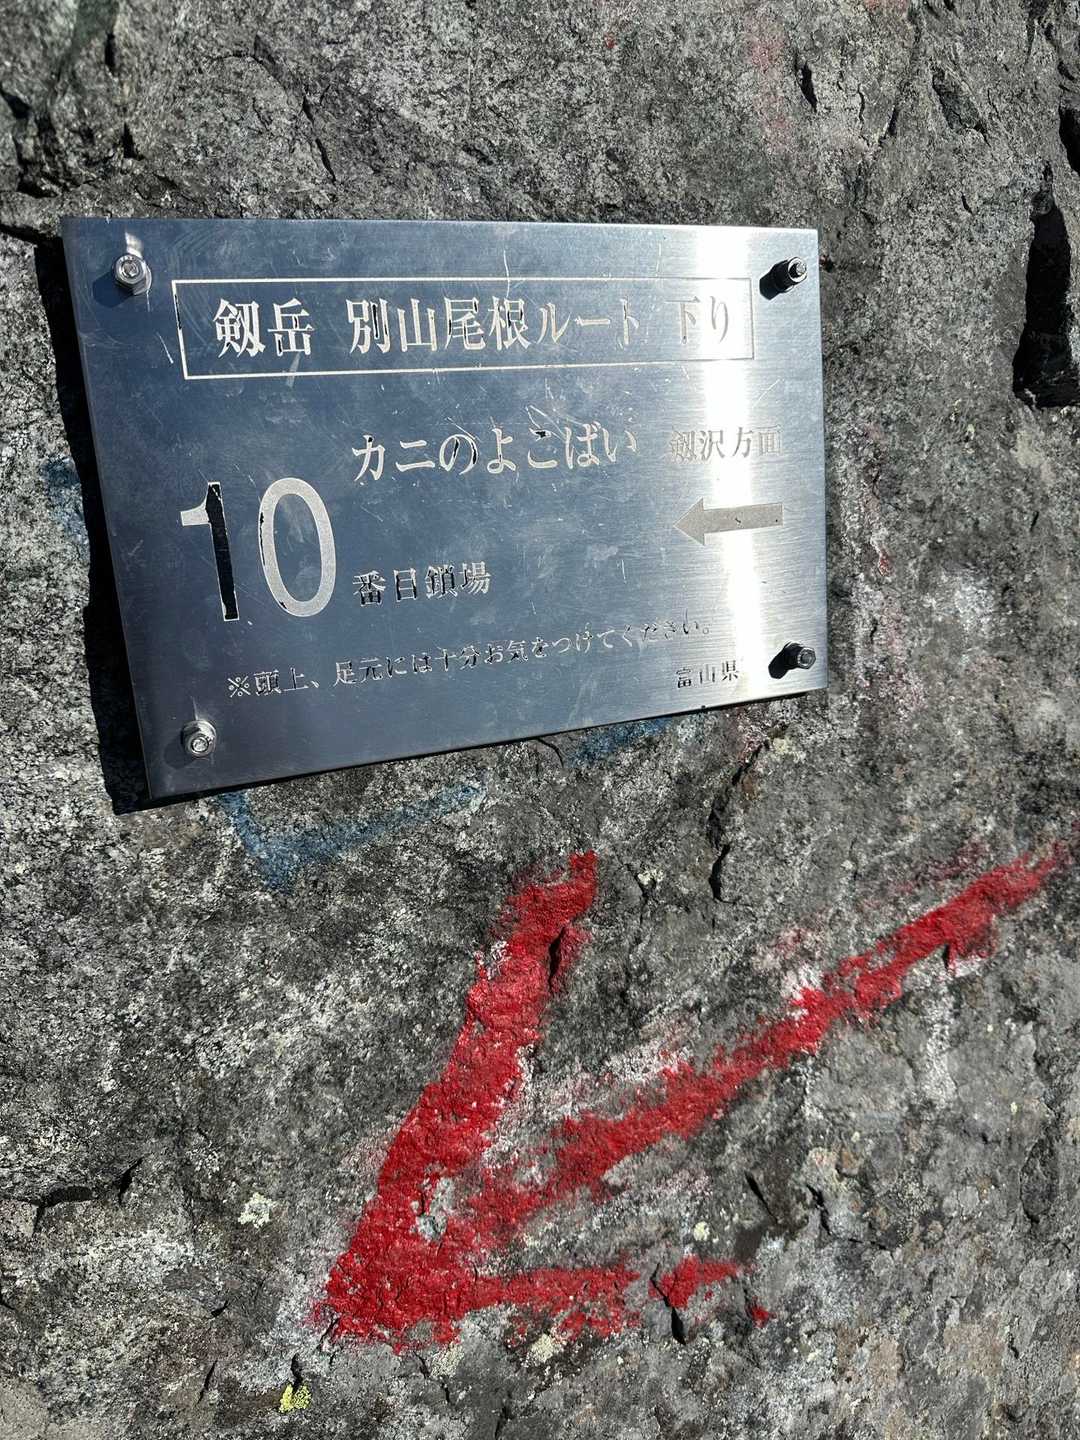 剱岳 別山尾根ルート 下り
カニのよこばい 剱沢方面
10番目鎖場
※頭上、足元には十分お気をつけてください。
富山県